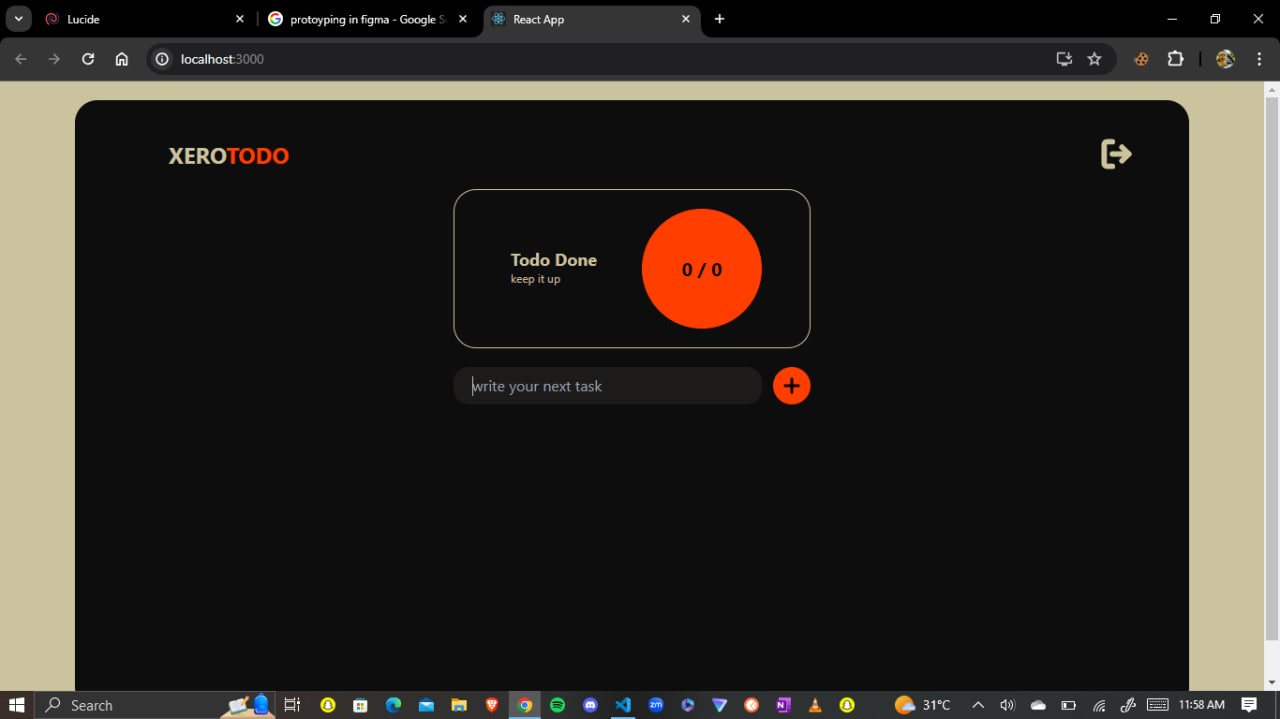 Lucide
protoyping in figma - Google S
React App
localhost:3000
XEROTODO
Todo Done
keep it up
0 / 0
write your next task
Search
zm
N
31°C
11:58 AM